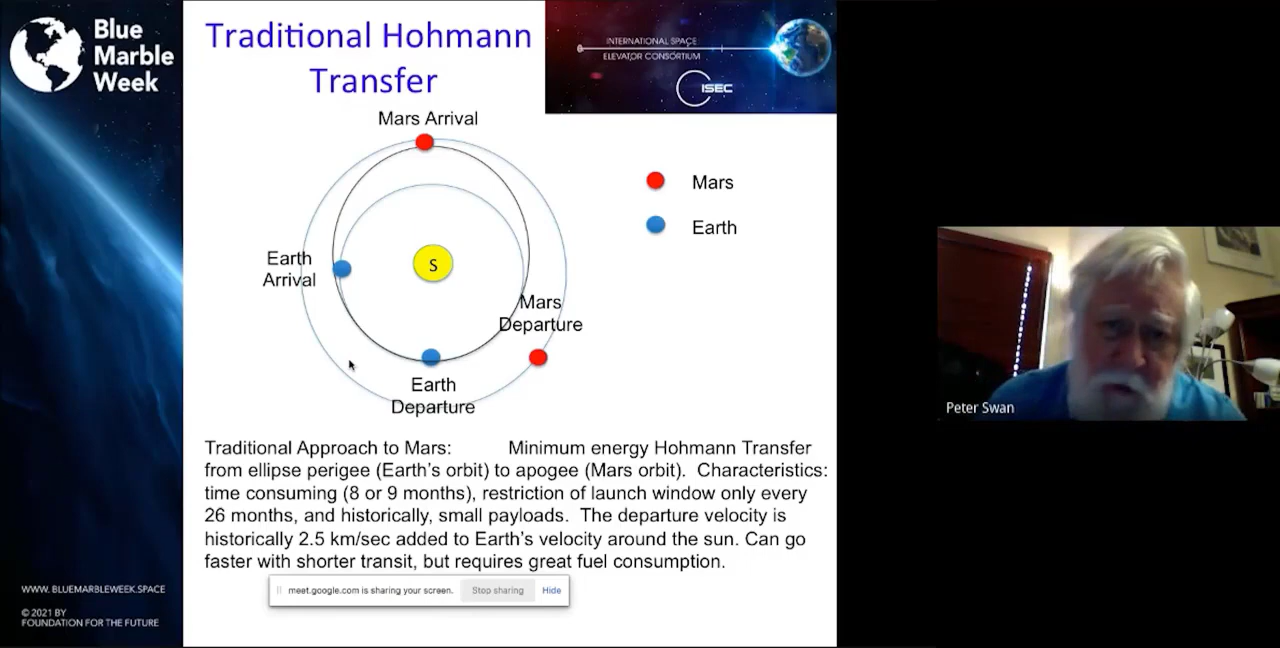 Blue
Marble
Week
Traditional Hohmann
Transfer
INTERNATIONAL SPACE
ELEVATOR CONSORTIUM
ISEC
Mars Arrival
Mars
Earth
Earth
Arrival
S
Mars
Departure
Earth
Departure
Traditional Approach to Mars: Minimum energy Hohmann Transfer
from ellipse perigee (Earth's orbit) to apogee (Mars orbit). Characteristics:
time consuming (8 or 9 months), restriction of launch window only every
26 months, and historically, small payloads. The departure velocity is
historically 2.5 km/sec added to Earth's velocity around the sun. Can go
faster with shorter transit, but requires great fuel consumption.
meet.google.com is sharing your screen. Stop sharing Hide
WWW.BLUEMARBLEWEEK.SPACE
© 2021 BY
FOUNDATION FOR THE FUTURE
Peter Swan